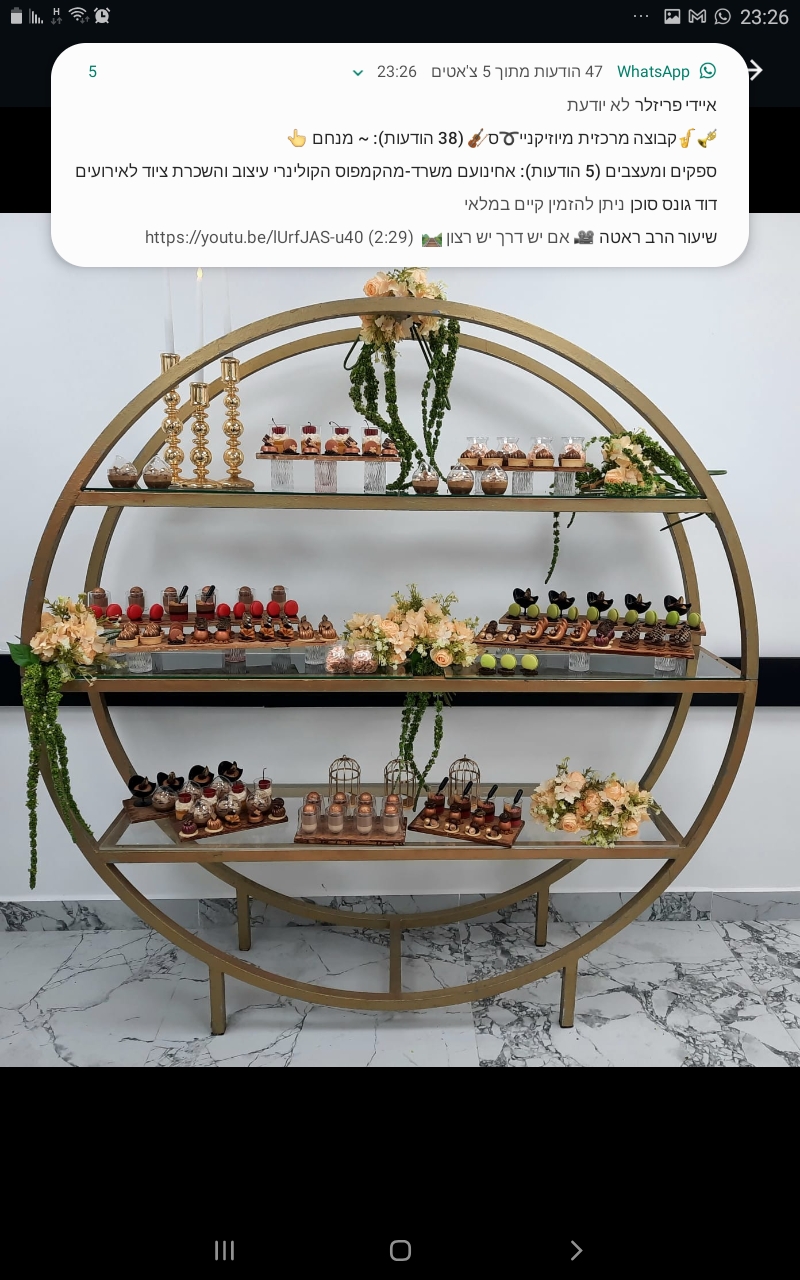 H
23:26
WhatsApp 47 הודעות מתוך 5 צ'אטים 23:26 5
איידי פריזלר לא יודעת
🎺🎷קבוצה מרכזית מיוזיקניי➰ס🎻 (38 הודעות): ~ מנחם 👆
ספקים ומעצבים (5 הודעות): אחינועם משרד-מהקמפוס הקולינרי עיצוב והשכרת ציוד לאירועים
דוד גונס סוכן ניתן להזמין קיים במלאי
שיעור הרב ראטה 🎥 אם יש דרך יש רצון 🛤️ (2:29) https://youtu.be/lUrfJAS-u40